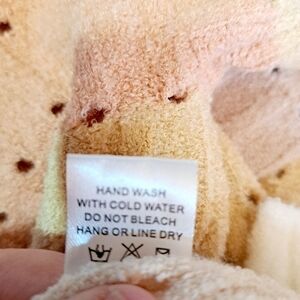 HAND WASH
WITH COLD WATER
DO NOT BLEACH
HANG OR LINE DRY